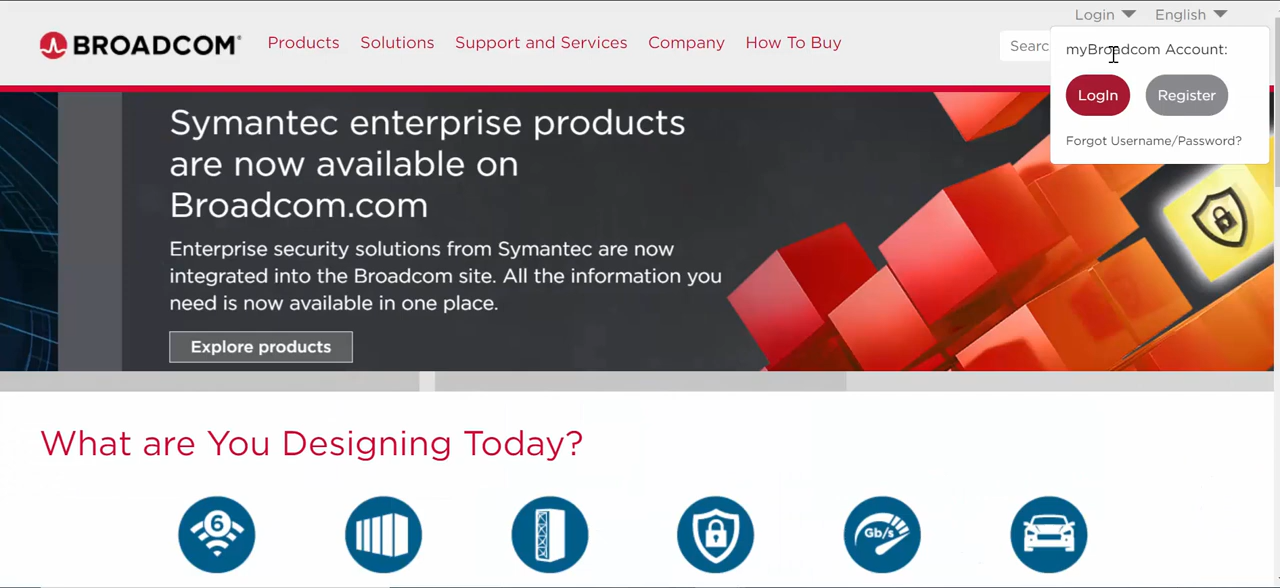 Login English
BROADCOM®
Products Solutions Support and Services Company How To Buy
Searc
myBroadcom Account:
LogIn Register
Forgot Username/Password?
Symantec enterprise products
are now available on
Broadcom.com
Enterprise security solutions from Symantec are now
integrated into the Broadcom site. All the information you
need is now available in one place.
Explore products
What are You Designing Today?
6
Gb/s